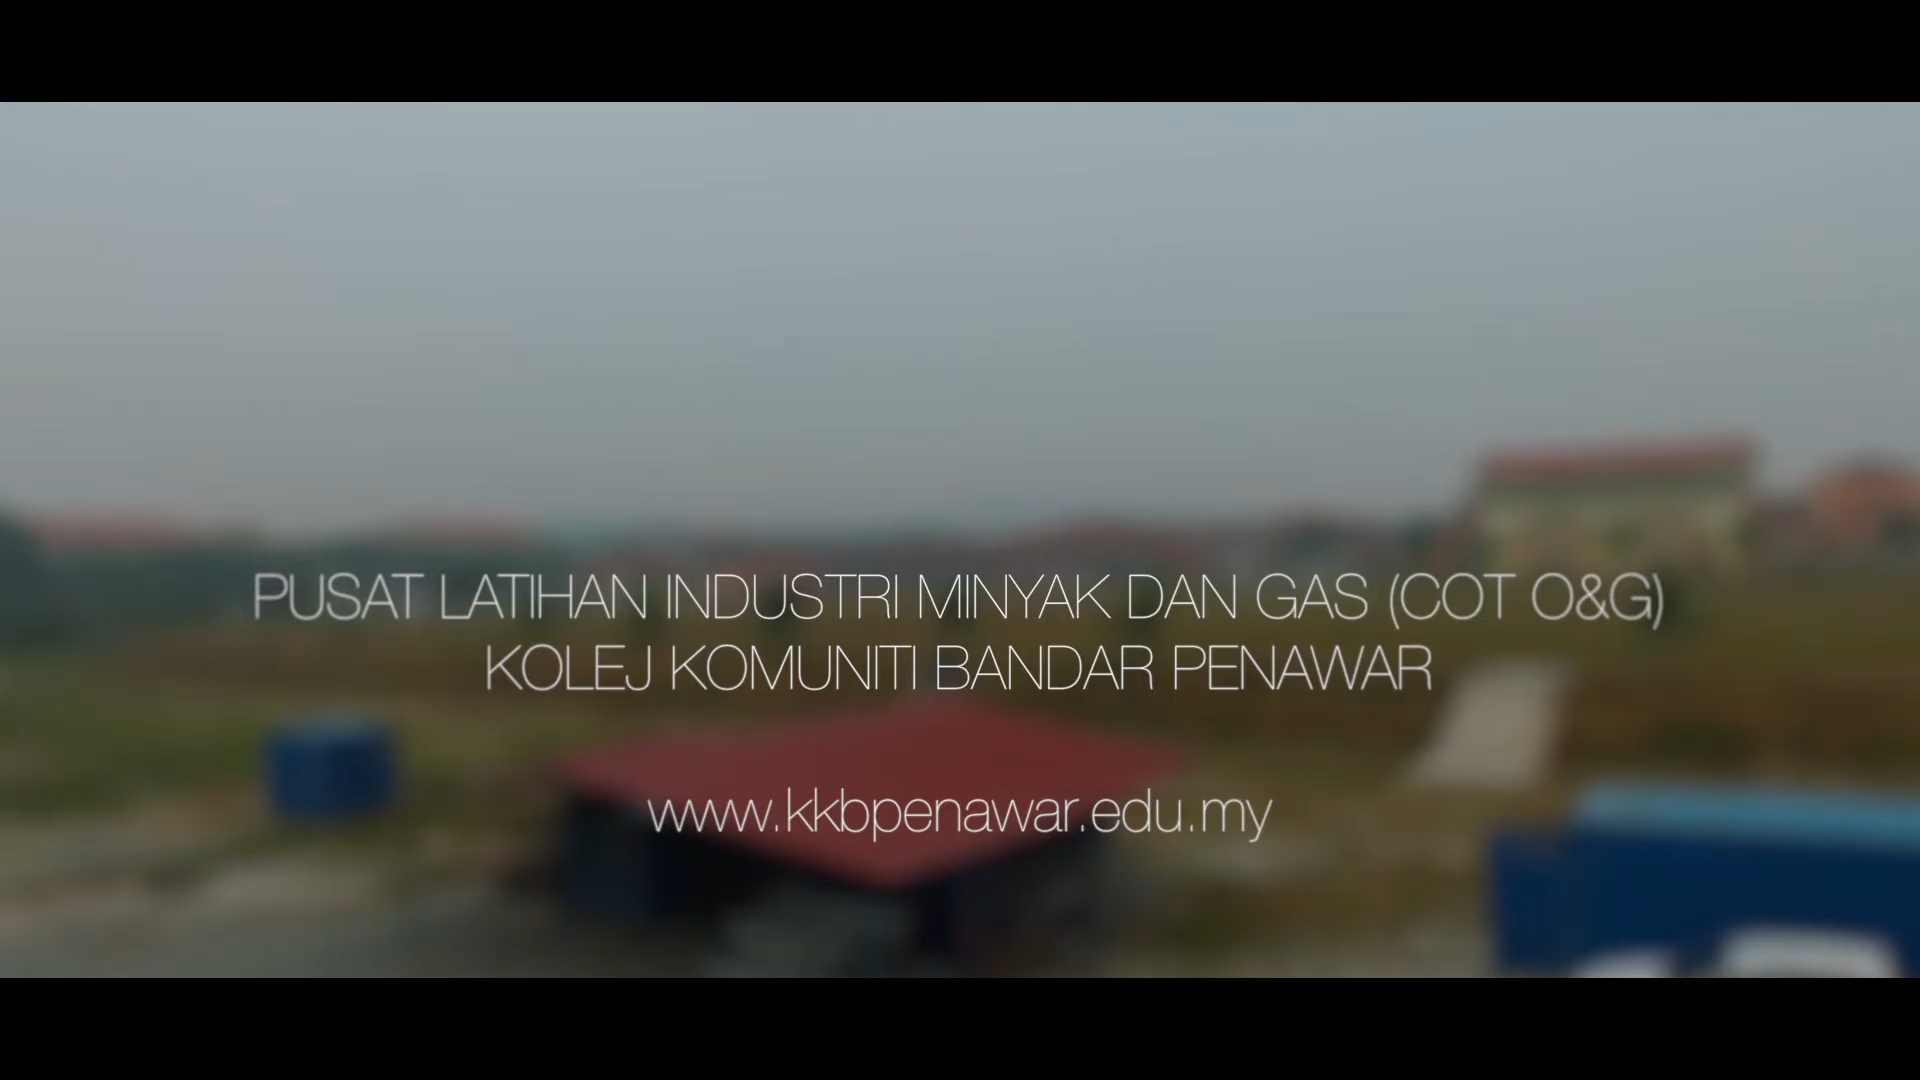 PUSAT LATIHAN INDUSTRI MINYAK DAN GAS (COT O&G)
KOLEJ KOMUNITI BANDAR PENAWAR
www.kkbpenawar.edu.my